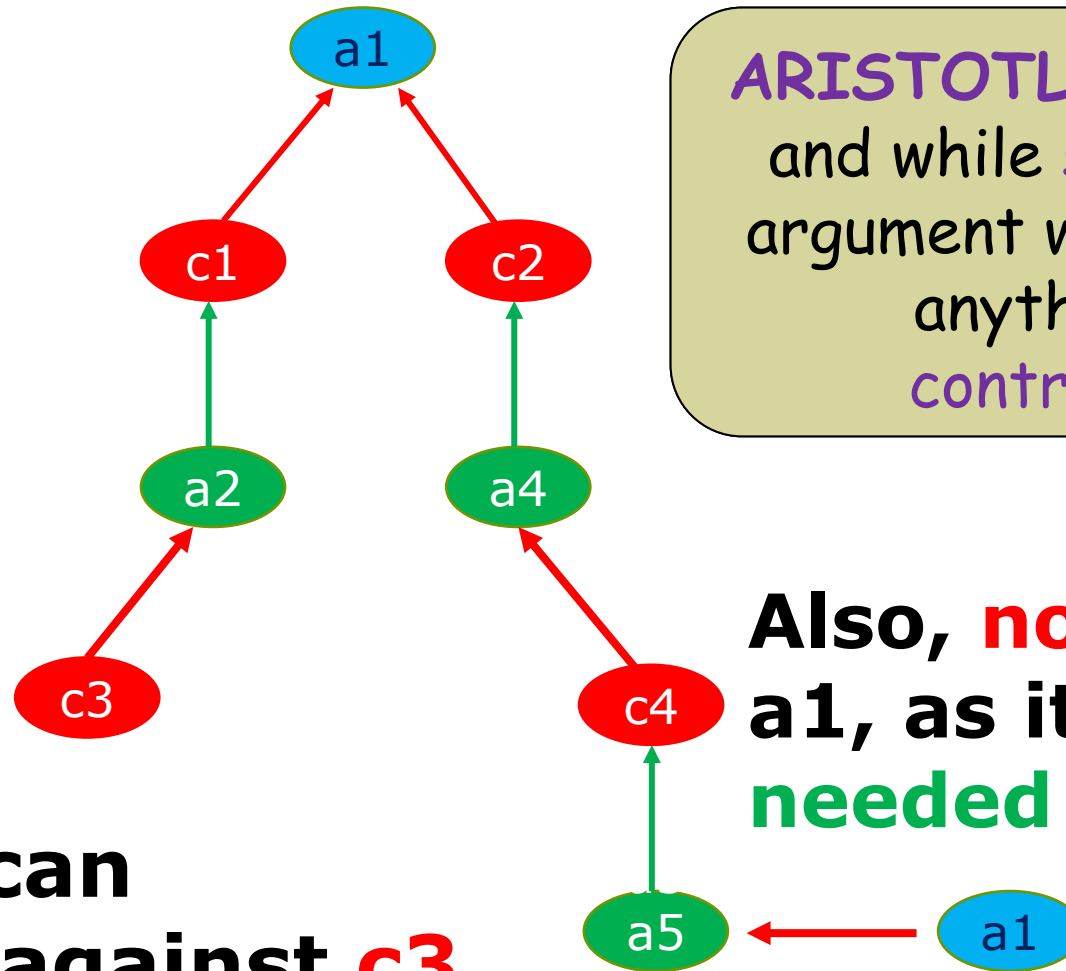 a1
ARISTOTL
and while
argument
anyth
contr
c1
c2
a2
a4
Also, no
a1, as it
needed
c3
c4
can
against c3
a5
a1